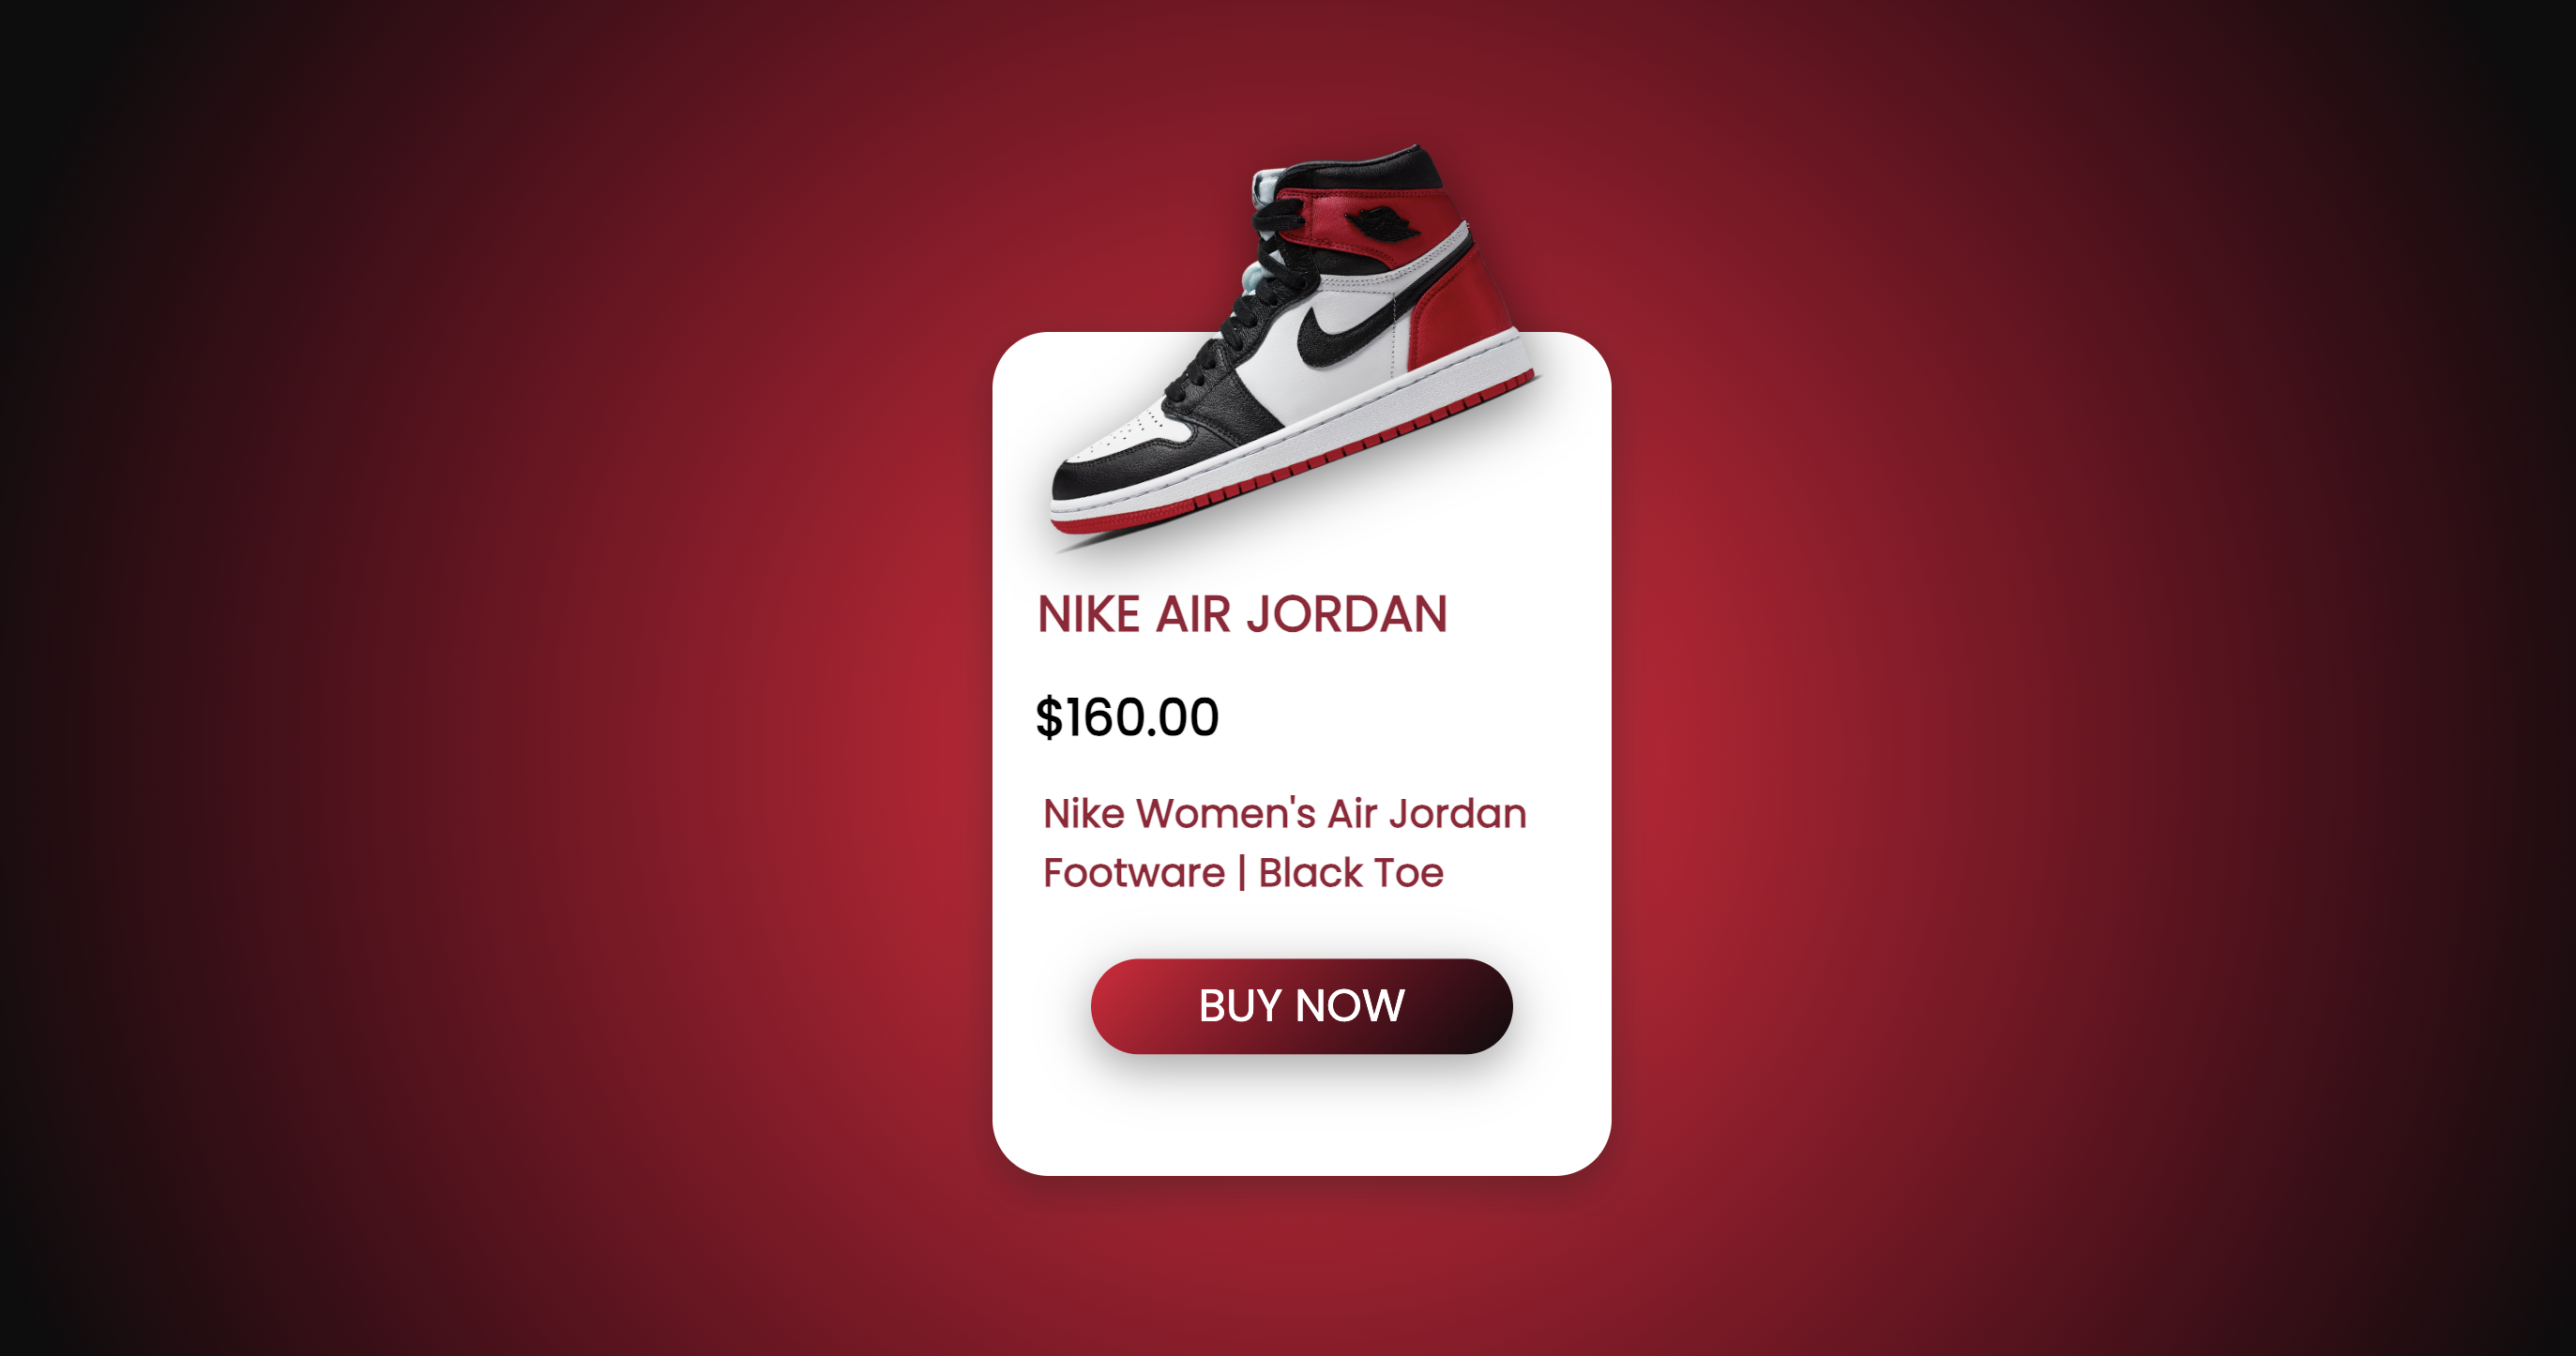 NIKE AIR JORDAN
$160.00
Nike Women's Air Jordan
Footware | Black Toe
BUY NOW